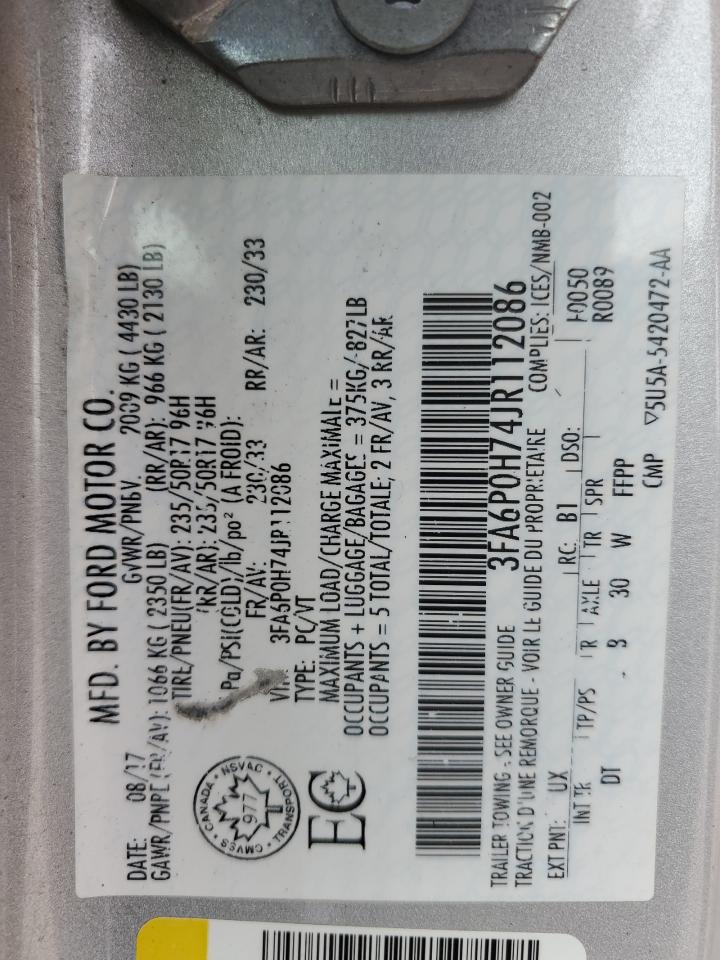 MFD. BY FORD MOTOR CO.
DATE: 08/17 GVWR/PNBV 2009 KG ( 4430 LB)
GAWR/PNPE (FR/AV): 1066 KG ( 2350 LB) (RR/AR): 966 KG ( 2130 LB)
TIRE/PNEU(FR/AV): 235/50R17 96H
(RR/AR): 235/50R17 96H
Pa/PSI(COLD)/lb/po² (A FROID):
FR/AV: 230/33 RR/AR: 230/33
VIN 3FA6P0H74JR112086
TYPE: PC/VT
MAXIMUM LOAD/CHARGE MAXIMALE =
OCCUPANTS + LUGGAGE/BAGAGES = 375KG/ 827LB
OCCUPANTS = 5 TOTAL/TOTALE; 2 FR/AV, 3 RR/AR
CANADA · NSVAC · TRANSPORT · CMVSS
977
EC
3FA6P0H74JR112086
TRAILER TOWING - SEE OWNER GUIDE
TRACTION D'UNE REMORQUE - VOIR LE GUIDE DU PROPRIETAIRE COMPLIES: ICES/NMB-002
EXT PNT: UX RC: B1 DSO: F0050
INT TR TP/PS R AXLE TR SPR R0089
DT 30 W FFPP
CMP ▽5U5A-5420472-AA